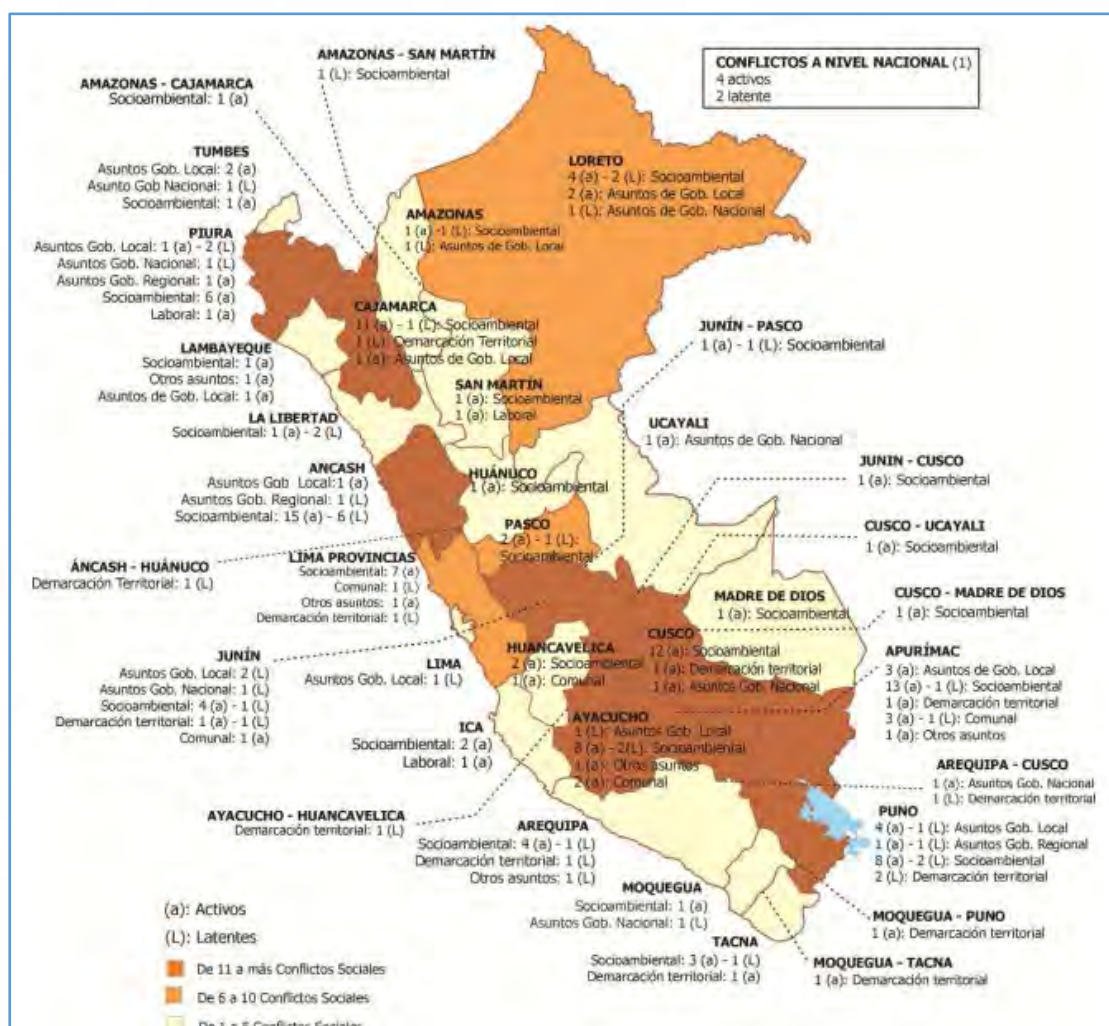 AMAZONAS - SAN MARTÍN
1 (L): Socioambiental
CONFLICTOS A NIVEL NACIONAL (1)
4 activos
2 latente
AMAZONAS - CAJAMARCA
Socioambiental: 1 (a)
TUMBES
Asuntos Gob. Local: 2 (a)
Asunto Gob Nacional: 1 (L)
Socioambiental: 1 (a)
LORETO
4 (a) - 2 (L): Socioambiental
2 (a): Asuntos de Gob. Local
1 (L): Asuntos de Gob. Nacional
AMAZONAS
1 (a) -1 (L): Socioambiental
1 (L): Asuntos de Gob. Local
PIURA
Asuntos Gob. Local: 1 (a) - 2 (L)
Asuntos Gob. Nacional: 1 (L)
Asuntos Gob. Regional: 1 (a)
Socioambiental: 6 (a)
Laboral: 1 (a)
CAJAMARCA
11 (a) - 1 (L): Socioambiental
1 (L): Demarcación Territorial
1 (a): Asuntos de Gob. Local
JUNÍN - PASCO
1 (a) - 1 (L): Socioambiental
LAMBAYEQUE
Socioambiental: 1 (a)
Otros asuntos: 1 (a)
Asuntos de Gob. Local: 1 (a)
SAN MARTÍN
1 (a): Socioambiental
1 (a): Laboral
LA LIBERTAD
Socioambiental: 1 (a) - 2 (L)
UCAYALI
1 (a): Asuntos de Gob. Nacional
ANCASH
Asuntos Gob Local:1 (a)
Asuntos Gob. Regional: 1 (L)
Socioambiental: 15 (a) - 6 (L)
HUÁNUCO
1 (a): Socioambiental
JUNIN - CUSCO
1 (a): Socioambiental
PASCO
2 (a) - 1 (L):
Socioambiental
CUSCO - UCAYALI
1 (a): Socioambiental
ÁNCASH - HUÁNUCO
Demarcación Territorial: 1 (L)
LIMA PROVINCIAS
Socioambiental: 7 (a)
Comunal: 1 (L)
Otros asuntos: 1 (a)
Demarcación territorial: 1 (L)
MADRE DE DIOS
1 (a): Socioambiental
CUSCO - MADRE DE DIOS
1 (a): Socioambiental
JUNÍN
Asuntos Gob. Local: 2 (L)
Asuntos Gob. Nacional: 1 (L)
Socioambiental: 4 (a) - 1 (L)
Demarcación territorial: 1 (a) - 1 (L)
Comunal: 1 (a)
LIMA
Asuntos Gob. Local: 1 (L)
HUANCAVELICA
2 (a): Socioambiental
1 (a): Comunal
CUSCO
12 (a): Socioambiental
1 (a): Demarcación territorial
1 (a): Asuntos Gob. Nacional
APURÍMAC
3 (a): Asuntos de Gob. Local
13 (a) - 1 (L): Socioambiental
1 (a): Demarcación territorial
3 (a) - 1 (L): Comunal
1 (a): Otros asuntos
ICA
Socioambiental: 2 (a)
Laboral: 1 (a)
AYACUCHO
1 (L): Asuntos Gob. Local
8 (a) - 2(L): Socioambiental
1 (a): Otros asuntos
2 (a): Comunal
AREQUIPA - CUSCO
1 (a): Asuntos Gob. Nacional
1 (L): Demarcación territorial
AYACUCHO - HUANCAVELICA
Demarcación territorial: 1 (L)
AREQUIPA
Socioambiental: 4 (a) - 1 (L)
Demarcación territorial: 1 (L)
Otros asuntos: 1 (L)
PUNO
4 (a) - 1 (L): Asuntos Gob. Local
1 (a) - 1 (L): Asuntos Gob. Regional
8 (a) - 2 (L): Socioambiental
2 (L): Demarcación territorial
MOQUEGUA
Socioambiental: 1 (a)
Asuntos Gob. Nacional: 1 (L)
MOQUEGUA - PUNO
1 (a): Demarcación territorial
TACNA
Socioambiental: 3 (a) - 1 (L)
Demarcación territorial: 1 (a)
MOQUEGUA - TACNA
1 (a): Demarcación territorial
(a): Activos
(L): Latentes
De 11 a más Conflictos Sociales
De 6 a 10 Conflictos Sociales
De 1 a 5 Conflictos Sociales